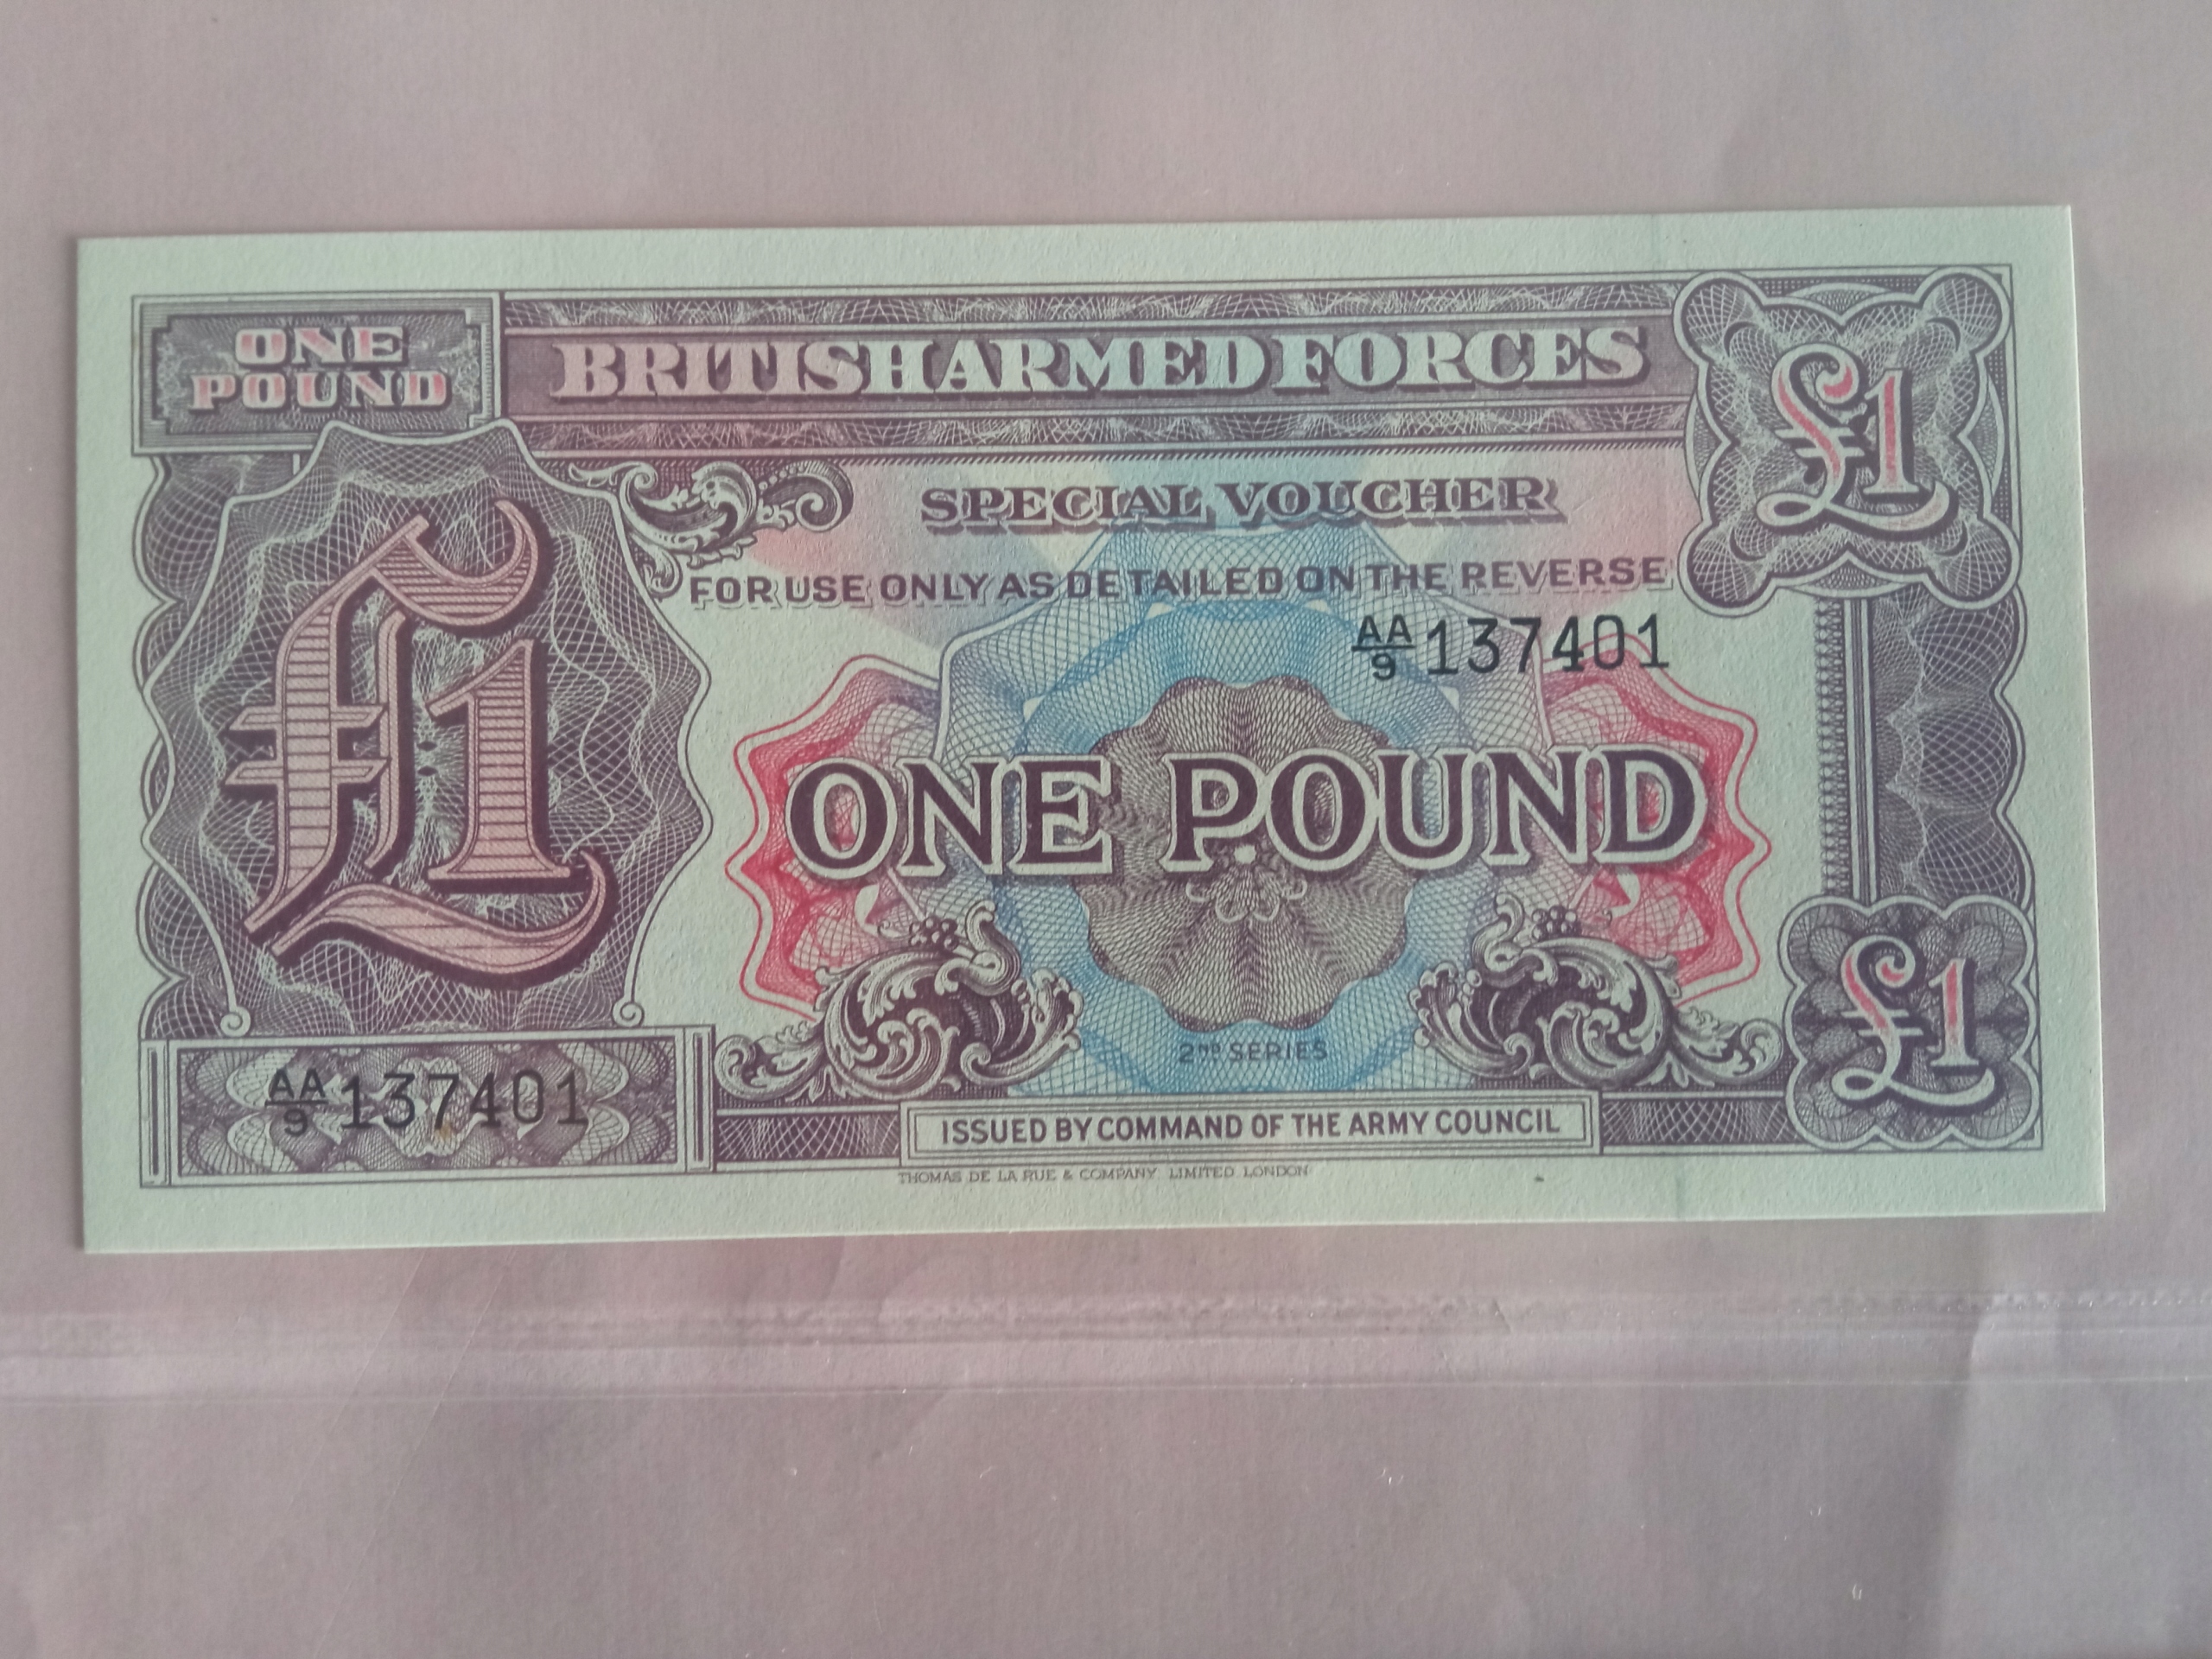 ONE
POUND
BRITISH ARMED FORCES
£1
SPECIAL VOUCHER
FOR USE ONLY AS DETAILED ON THE REVERSE
AA/9 137401
£1
ONE POUND
2ND SERIES
£1
AA/9 137401
ISSUED BY COMMAND OF THE ARMY COUNCIL
THOMAS DE LA RUE & COMPANY LIMITED. LONDON